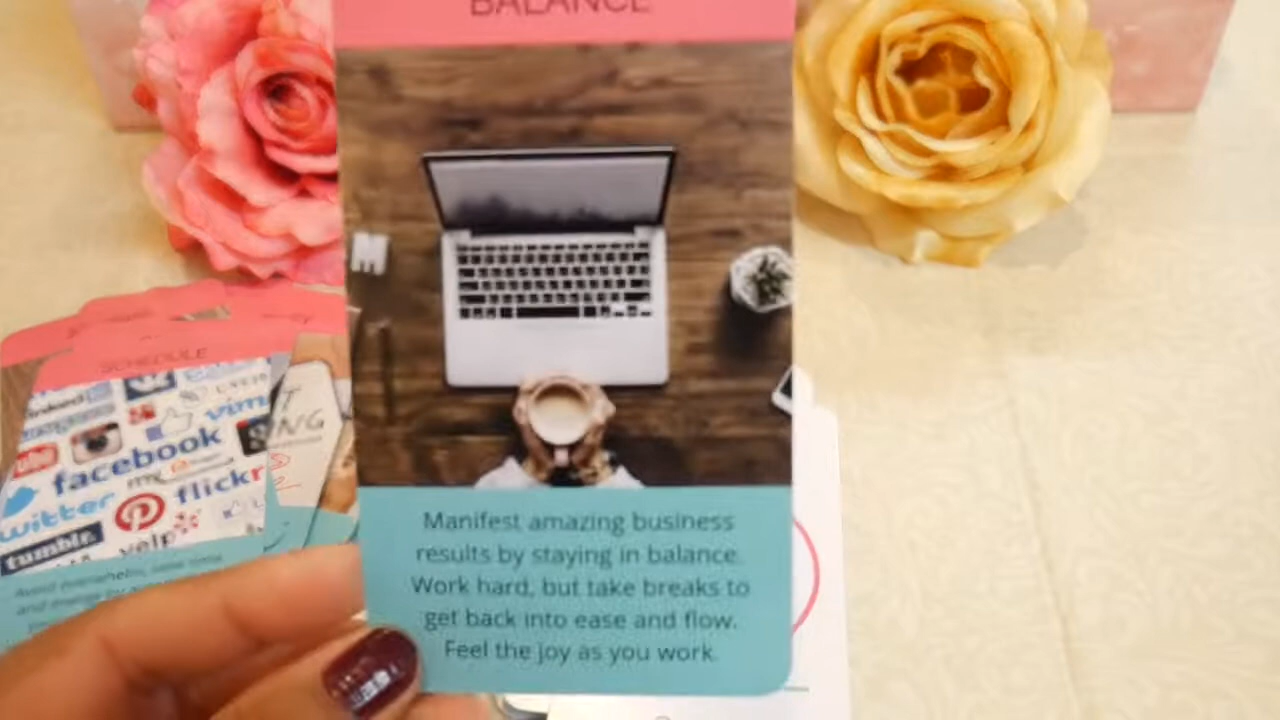 BALANCE
Manifest amazing business
results by staying in balance.
Work hard, but take breaks to
get back into ease and flow.
Feel the joy as you work.
SCHEDULE
facebook
flickr
twitter
tumblr.
yelp